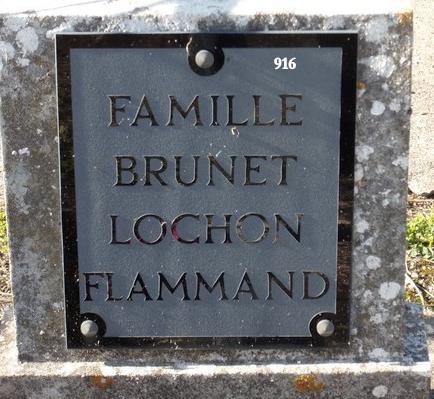 916
FAMILLE
BRUNET
LOCHON
FLAMMAND